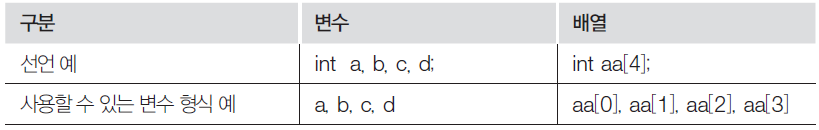 구분 변수 배열
선언 예 int a, b, c, d; int aa[4];
사용할 수 있는 변수 형식 예 a, b, c, d aa[0], aa[1], aa[2], aa[3]